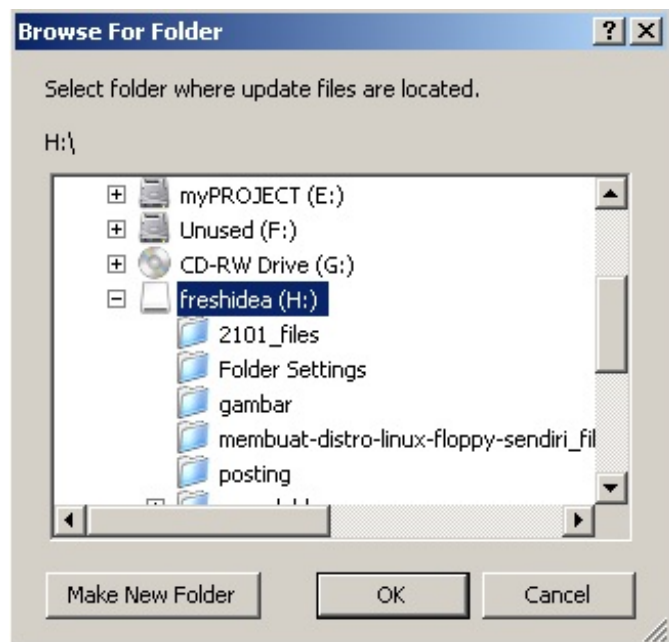 Browse For Folder
Select folder where update files are located.
H:\
myPROJECT (E:)
Unused (F:)
CD-RW Drive (G:)
freshidea (H:)
2101_files
Folder Settings
gambar
membuat-distro-linux-floppy-sendiri_fil
posting
Make New Folder
OK
Cancel